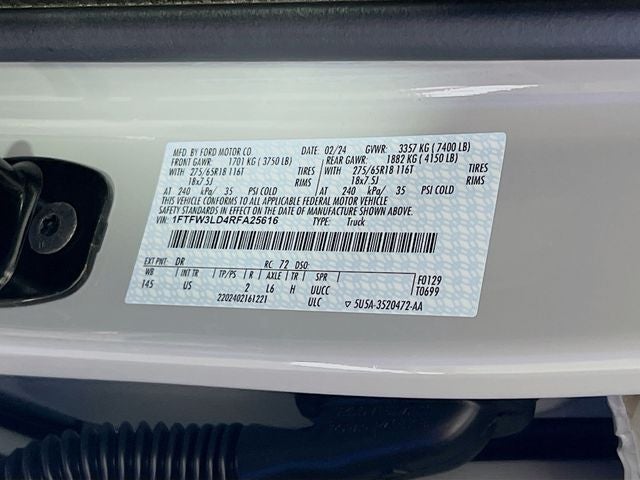 MFD. BY FORD MOTOR CO. DATE: 02/24 GVWR: 3357 KG (7400 LB)
FRONT GAWR: 1701 KG (3750 LB) REAR GAWR: 1882 KG (4150 LB)
WITH 275/65R18 116T TIRES WITH 275/65R18 116T TIRES
18x7.5J RIMS 18x7.5J RIMS
AT 240 kPa/ 35 PSI COLD AT 240 kPa/ 35 PSI COLD
THIS VEHICLE CONFORMS TO ALL APPLICABLE FEDERAL MOTOR VEHICLE
SAFETY STANDARDS IN EFFECT ON THE DATE OF MANUFACTURE SHOWN ABOVE.
VIN: 1FTFW3LD4RFA25616 TYPE: Truck
EXT PNT: DR RC: 72 DSO:
WB INT TR TP/PS R AXLE TR SPR F0129
145 US 2 L6 H UUCC T0699
2202402161221 ULC ▽ 5U5A-3520472-AA